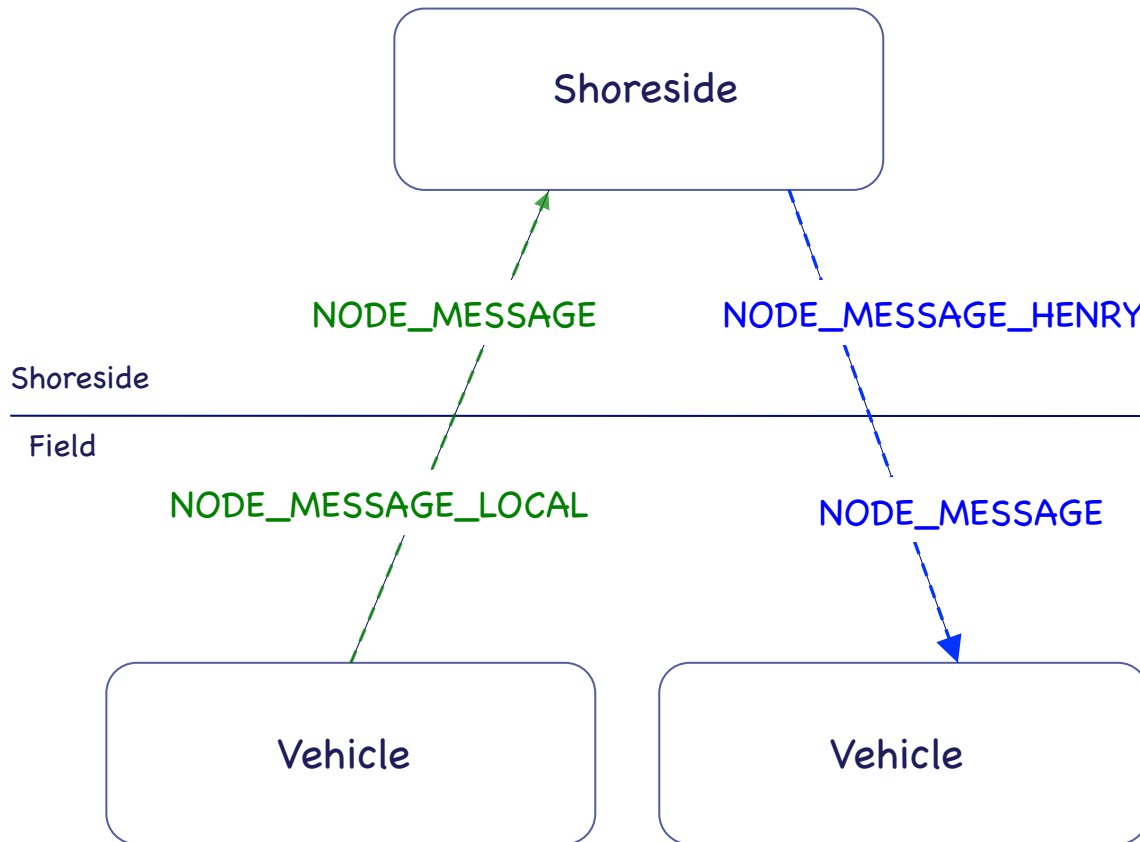 Shoreside
NODE_MESSAGE
NODE_MESSAGE_HENRY
Shoreside
Field
NODE_MESSAGE_LOCAL
NODE_MESSAGE
Vehicle
Vehicle